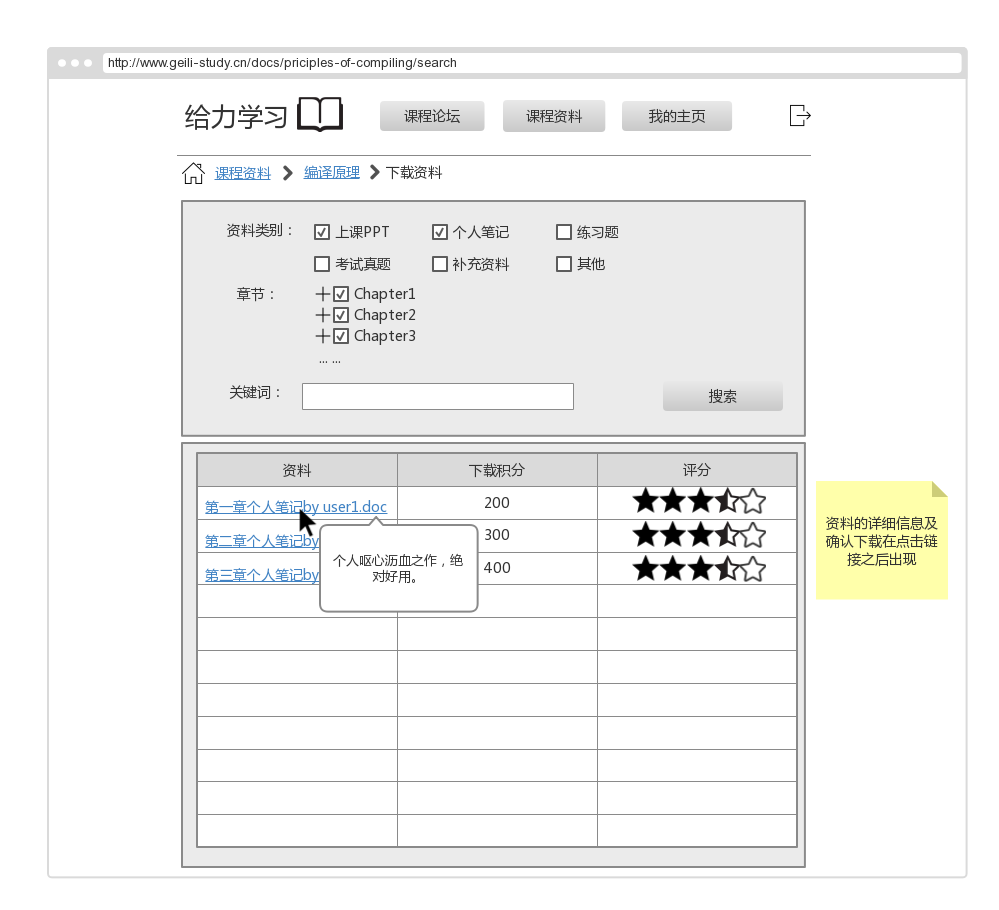 http://www.geili-study.cn/docs/priciples-of-compiling/search
给力学习
课程论坛
课程资料
我的主页
课程资料
编译原理
下载资料
资料类别：
上课PPT
个人笔记
练习题
考试真题
补充资料
其他
章节：
Chapter1
Chapter2
Chapter3
... ...
关键词：
搜索
资料
下载积分
评分
第一章个人笔记by user1.doc
200
第二章个人笔记by
300
第三章个人笔记by
400
个人呕心沥血之作，绝
对好用。
资料的详细信息及
确认下载在点击链
接之后出现